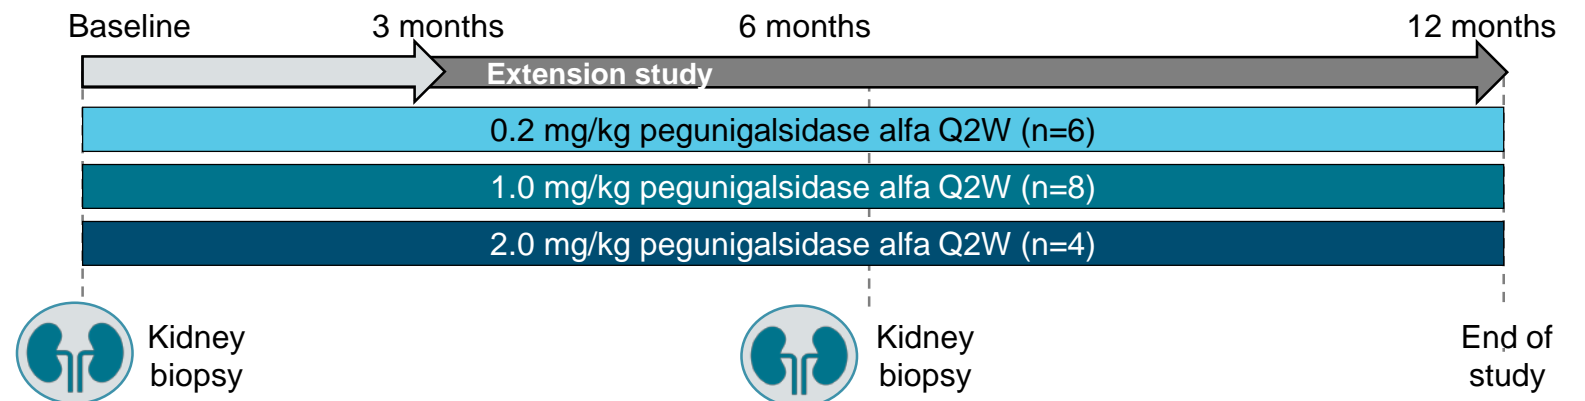 Baseline
3 months
6 months
12 months
Extension study
0.2 mg/kg pegunigalsidase alfa Q2W (n=6)
1.0 mg/kg pegunigalsidase alfa Q2W (n=8)
2.0 mg/kg pegunigalsidase alfa Q2W (n=4)
Kidney
biopsy
Kidney
biopsy
End of
study